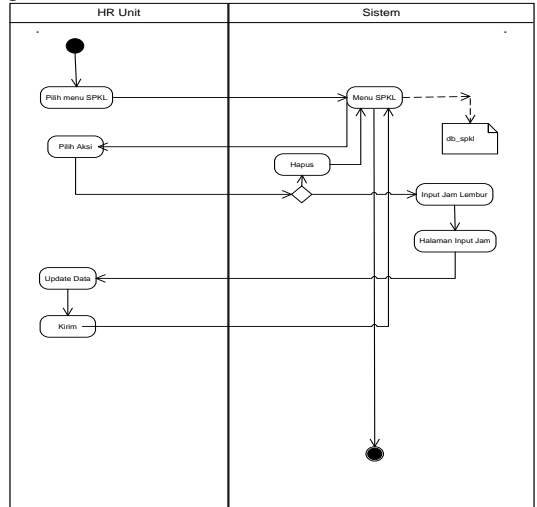 HR Unit
Sistem
Pilih menu SPKL
Menu SPKL
db_spkl
Pilih Aksi
Hapus
Input Jam Lembur
Halaman Input Jam
Update Data
Kirim